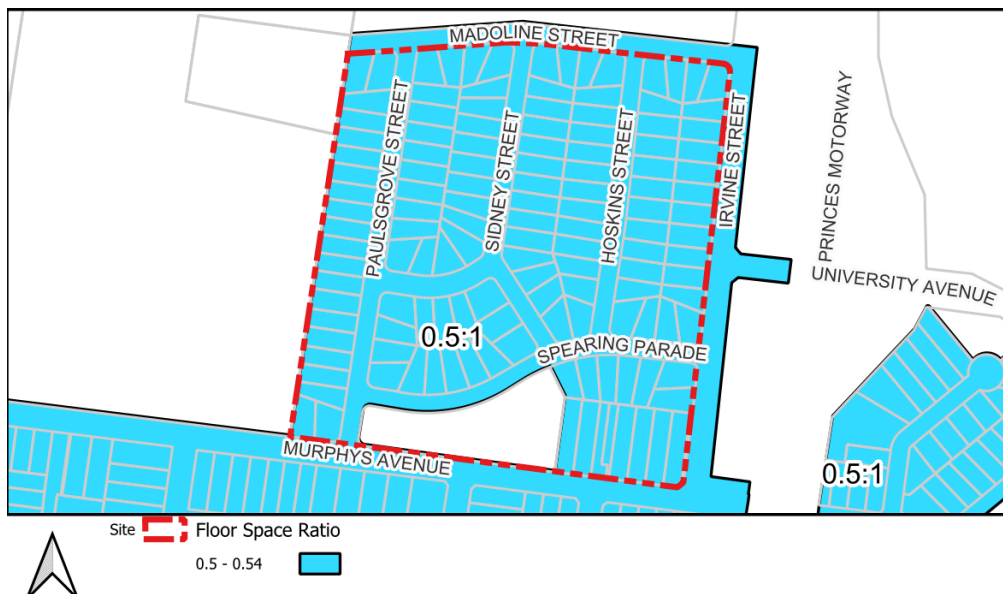 MADOLINE STREET
PAULSGROVE STREET
SIDNEY STREET
HOSKINS STREET
IRVINE STREET
PRINCES MOTORWAY
UNIVERSITY AVENUE
0.5:1
SPEARING PARADE
MURPHYS AVENUE
0.5:1
Site
Floor Space Ratio
0.5 - 0.54